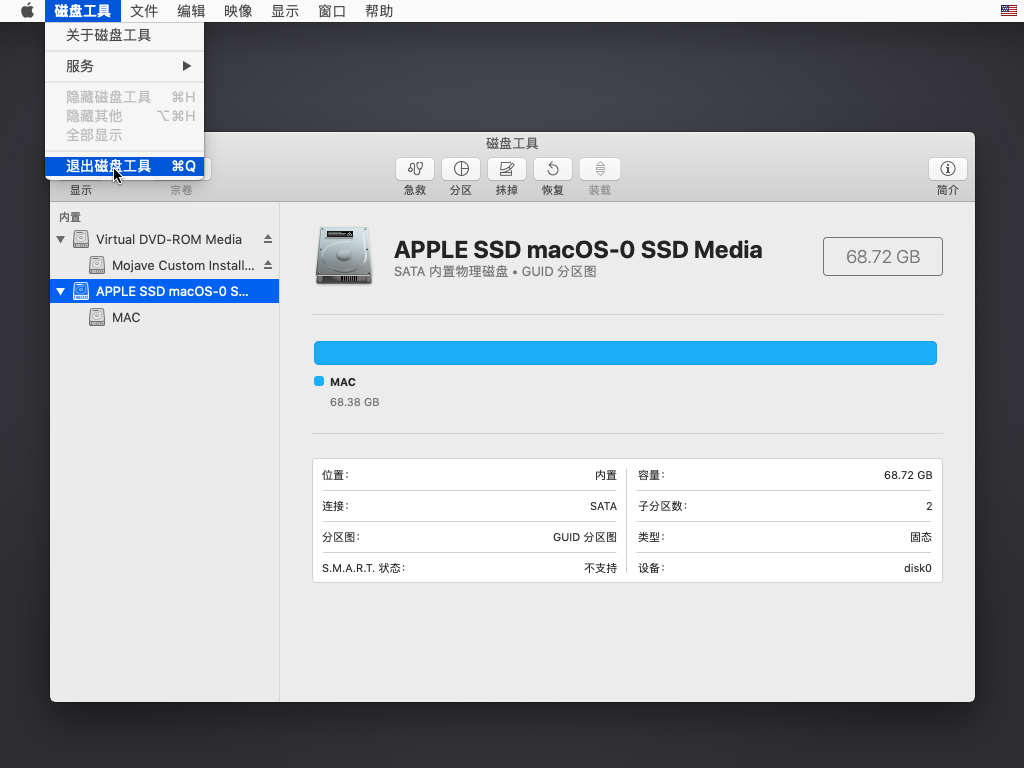 磁盘工具 文件 编辑 映像 显示 窗口 帮助
关于磁盘工具
服务
隐藏磁盘工具 ⌘H
隐藏其他 ⌥⌘H
全部显示
退出磁盘工具 ⌘Q
磁盘工具
显示 宗卷 急救 分区 抹掉 恢复 装载 简介
内置
Virtual DVD-ROM Media
Mojave Custom Install...
APPLE SSD macOS-0 S...
MAC
APPLE SSD macOS-0 SSD Media
SATA 内置物理磁盘 • GUID 分区图
68.72 GB
MAC
68.38 GB
位置： 内置 容量： 68.72 GB
连接： SATA 子分区数： 2
分区图： GUID 分区图 类型： 固态
S.M.A.R.T. 状态： 不支持 设备： disk0